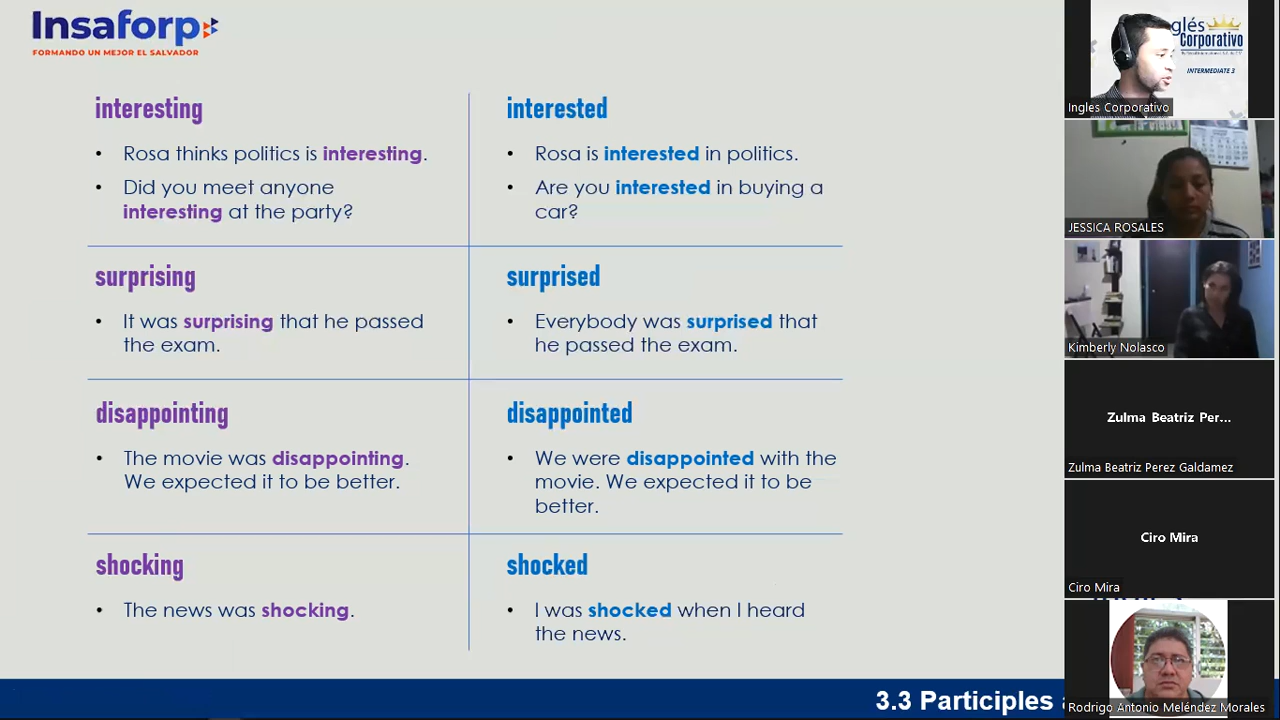 Insaforp
FORMANDO UN MEJOR EL SALVADOR
interesting
• Rosa thinks politics is interesting.
• Did you meet anyone
interesting at the party?
interested
• Rosa is interested in politics.
• Are you interested in buying a
car?
surprising
• It was surprising that he passed
the exam.
surprised
• Everybody was surprised that
he passed the exam.
disappointing
• The movie was disappointing.
We expected it to be better.
disappointed
• We were disappointed with the
movie. We expected it to be
better.
shocking
• The news was shocking.
shocked
• I was shocked when I heard
the news.
3.3 Participles
glés
Corporativo
INTERMEDIATE 3
Ingles Corporativo
JESSICA ROSALES
Kimberly Nolasco
Zulma Beatriz Per...
Zulma Beatriz Perez Galdamez
Ciro Mira
Ciro Mira
Rodrigo Antonio Meléndez Morales